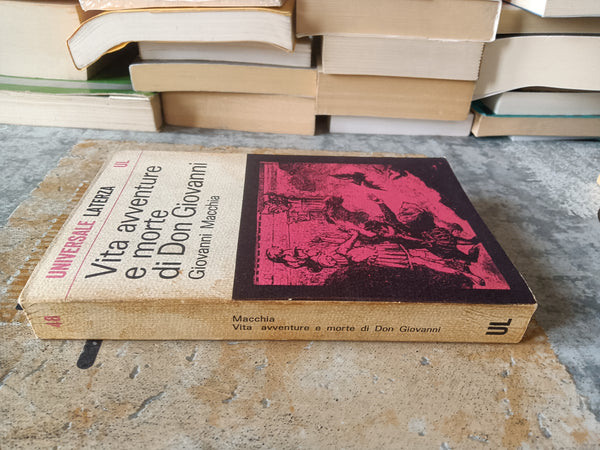 UNIVERSALE LATERZA UL
Vita avventure
e morte
di Don Giovanni
Giovanni Macchia
48
Macchia
Vita avventure e morte di Don Giovanni
UL